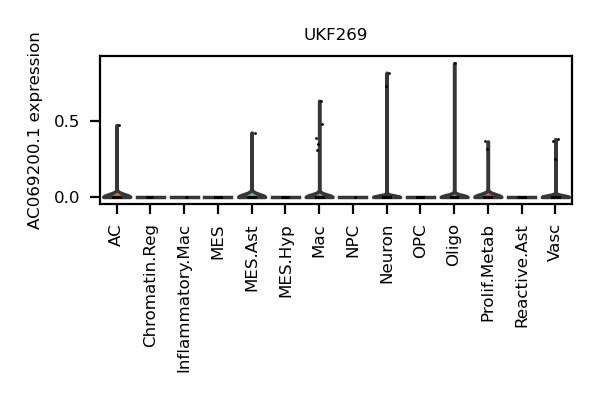 UKF269
AC069200.1 expression
0.5
0.0
AC
Chromatin.Reg
Inflammatory.Mac
MES
MES.Ast
MES.Hyp
Mac
NPC
Neuron
OPC
Oligo
Prolif.Metab
Reactive.Ast
Vasc